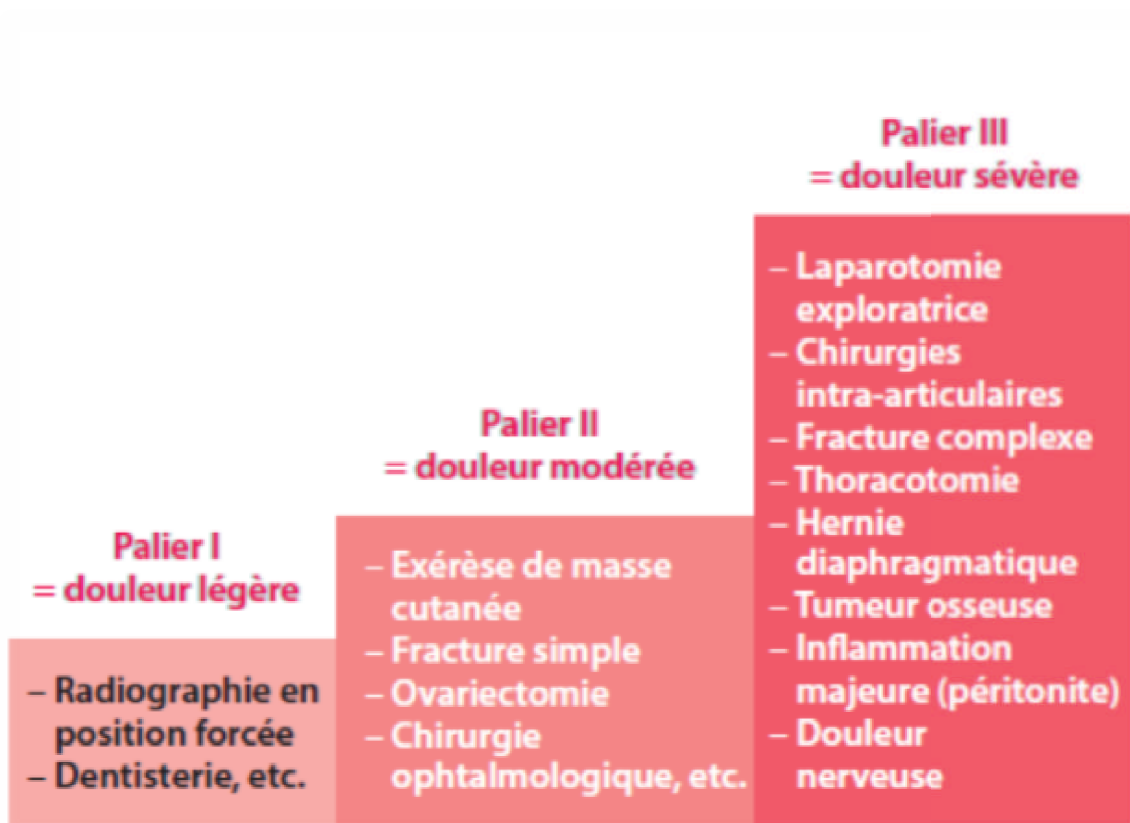 Palier I
= douleur légère
– Radiographie en
position forcée
– Dentisterie, etc.
Palier II
= douleur modérée
– Exérèse de masse
cutanée
– Fracture simple
– Ovariectomie
– Chirurgie
ophtalmologique, etc.
Palier III
= douleur sévère
– Laparotomie
exploratrice
– Chirurgies
intra-articulaires
– Fracture complexe
– Thoracotomie
– Hernie
diaphragmatique
– Tumeur osseuse
– Inflammation
majeure (péritonite)
– Douleur
nerveuse